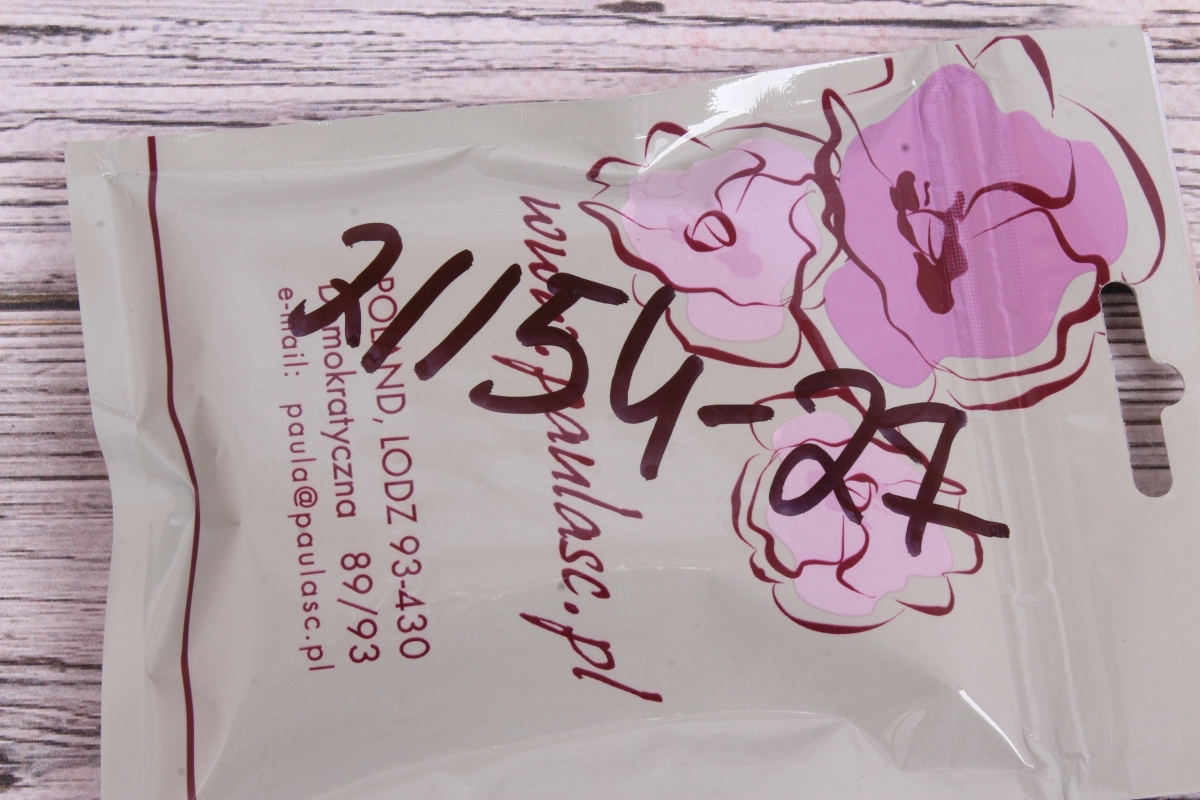 21154-27
www.paulasc.pl
POLAND, LODZ 93-430
Demokratyczna 89/93
e-mail: paula@paulasc.pl